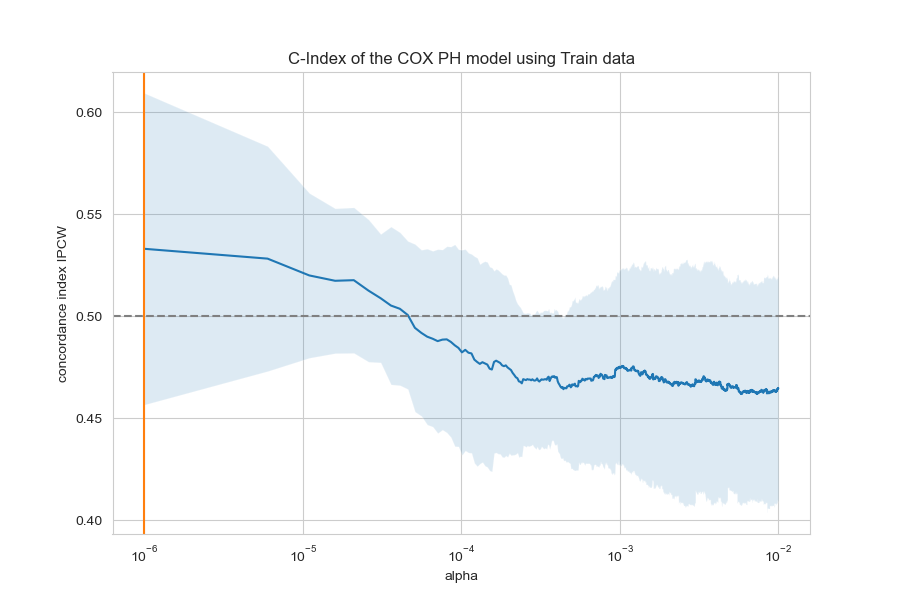 C-Index of the COX PH model using Train data
concordance index IPCW
0.60
0.55
0.50
0.45
0.40
10⁻⁶ 10⁻⁵ 10⁻⁴ 10⁻³ 10⁻²
alpha